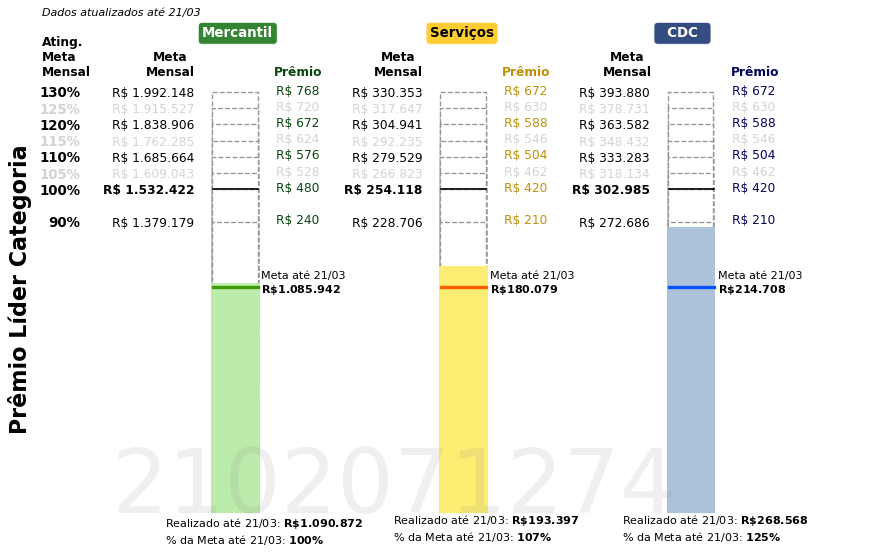 Dados atualizados até 21/03
Mercantil Serviços CDC
Ating.
Meta Meta Meta Meta
Mensal Mensal Prêmio Mensal Prêmio Mensal Prêmio
130% R$ 1.992.148 R$ 768 R$ 330.353 R$ 672 R$ 393.880 R$ 672
125% R$ 1.915.527 R$ 720 R$ 317.647 R$ 630 R$ 378.731 R$ 630
120% R$ 1.838.906 R$ 672 R$ 304.941 R$ 588 R$ 363.582 R$ 588
115% R$ 1.762.285 R$ 624 R$ 292.235 R$ 546 R$ 348.432 R$ 546
110% R$ 1.685.664 R$ 576 R$ 279.529 R$ 504 R$ 333.283 R$ 504
105% R$ 1.609.043 R$ 528 R$ 266.823 R$ 462 R$ 318.134 R$ 462
100% R$ 1.532.422 R$ 480 R$ 254.118 R$ 420 R$ 302.985 R$ 420
90% R$ 1.379.179 R$ 240 R$ 228.706 R$ 210 R$ 272.686 R$ 210
Meta até 21/03 Meta até 21/03 Meta até 21/03
R$1.085.942 R$180.079 R$214.708
Prêmio Líder Categoria
2102071274
Realizado até 21/03: R$1.090.872 Realizado até 21/03: R$193.397 Realizado até 21/03: R$268.568
% da Meta até 21/03: 100% % da Meta até 21/03: 107% % da Meta até 21/03: 125%